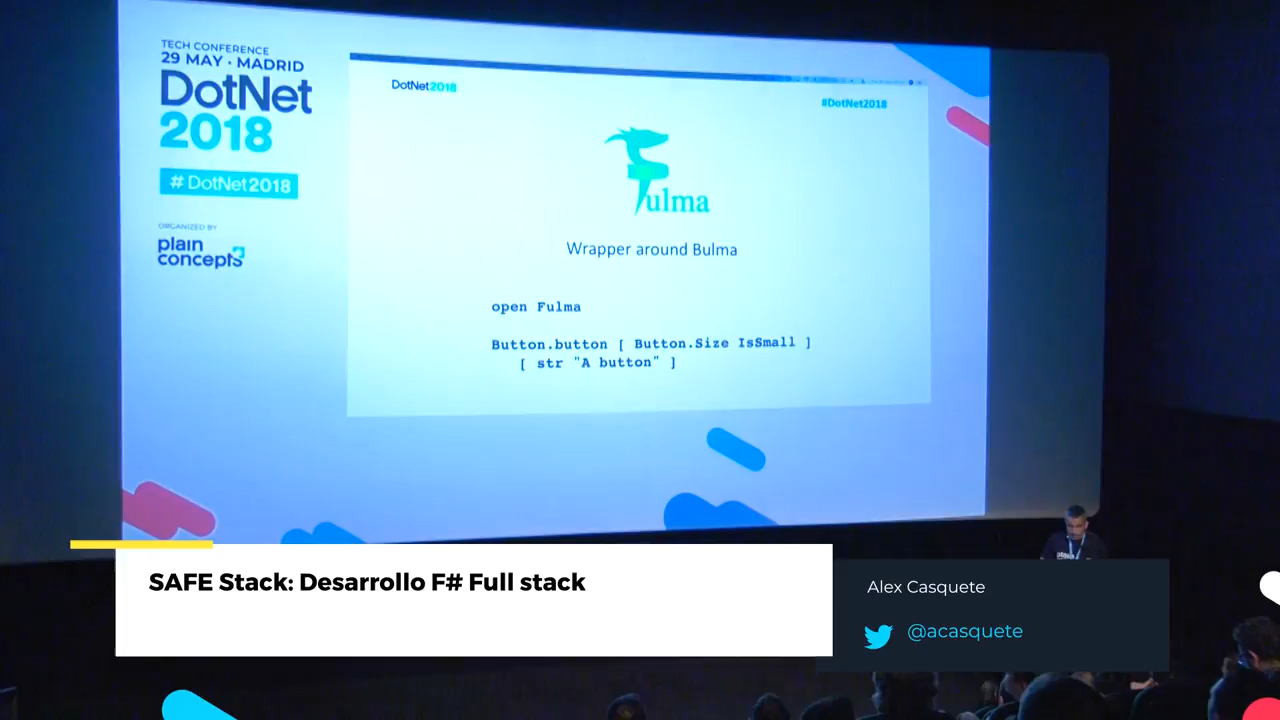 TECH CONFERENCE
29 MAY · MADRID
DotNet
2018
# DotNet2018
ORGANIZED BY
plain
concepts
DotNet2018
#DotNet2018
Fulma
Wrapper around Bulma
open Fulma
Button.button [ Button.Size IsSmall ]
[ str "A button" ]
SAFE Stack: Desarrollo F# Full stack
Alex Casquete
@acasquete